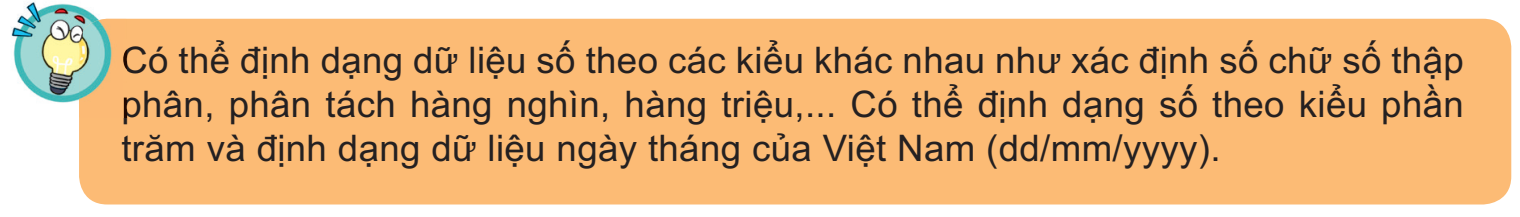 Có thể định dạng dữ liệu số theo các kiểu khác nhau như xác định số chữ số thập
phân, phân tách hàng nghìn, hàng triệu,... Có thể định dạng số theo kiểu phần
trăm và định dạng dữ liệu ngày tháng của Việt Nam (dd/mm/yyyy).